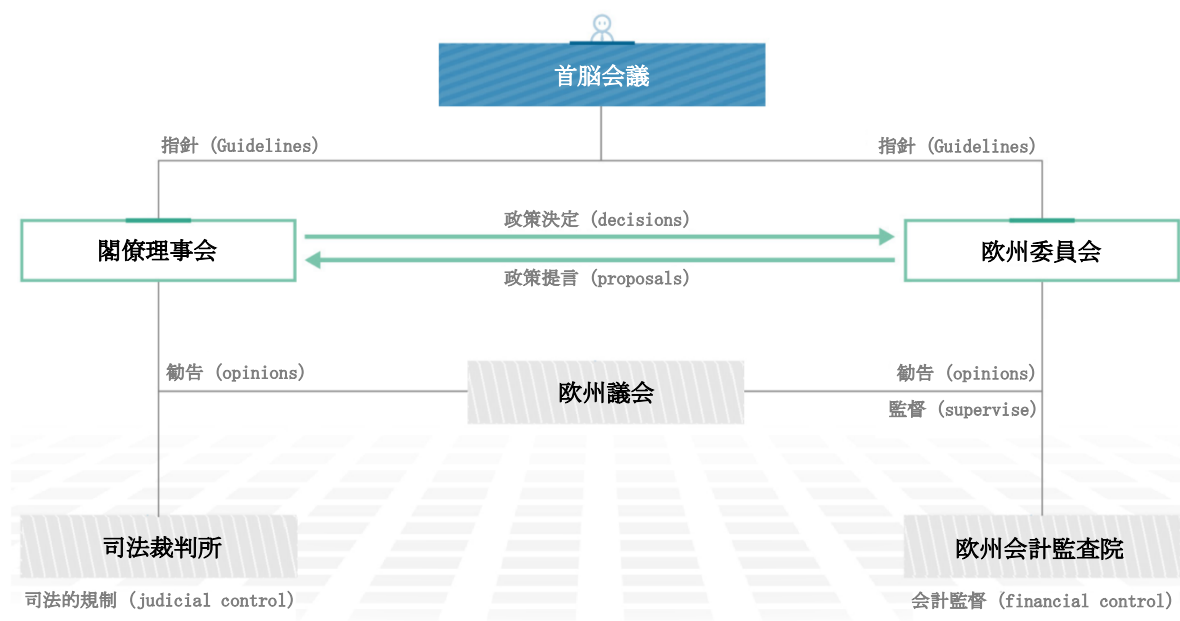 首脳会議
指針 (Guidelines)
指針 (Guidelines)
閣僚理事会
政策決定 (decisions)
政策提言 (proposals)
欧州委員会
勧告 (opinions)
欧州議会
勧告 (opinions)
監督 (supervise)
司法裁判所
司法的規制 (judicial control)
欧州会計監査院
会計監督 (financial control)